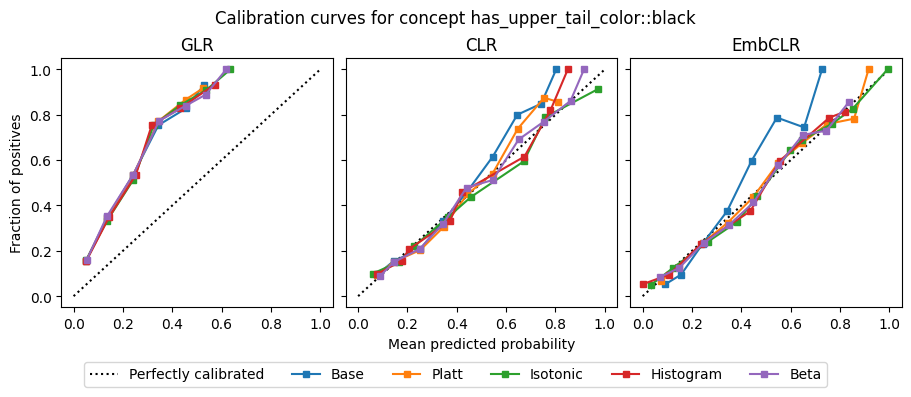 Calibration curves for concept has_upper_tail_color::black
GLR
CLR
EmbCLR
Fraction of positives
1.0
0.8
0.6
0.4
0.2
0.0
0.0 0.2 0.4 0.6 0.8 1.0
0.0 0.2 0.4 0.6 0.8 1.0
0.0 0.2 0.4 0.6 0.8 1.0
Mean predicted probability
Perfectly calibrated Base Platt Isotonic Histogram Beta